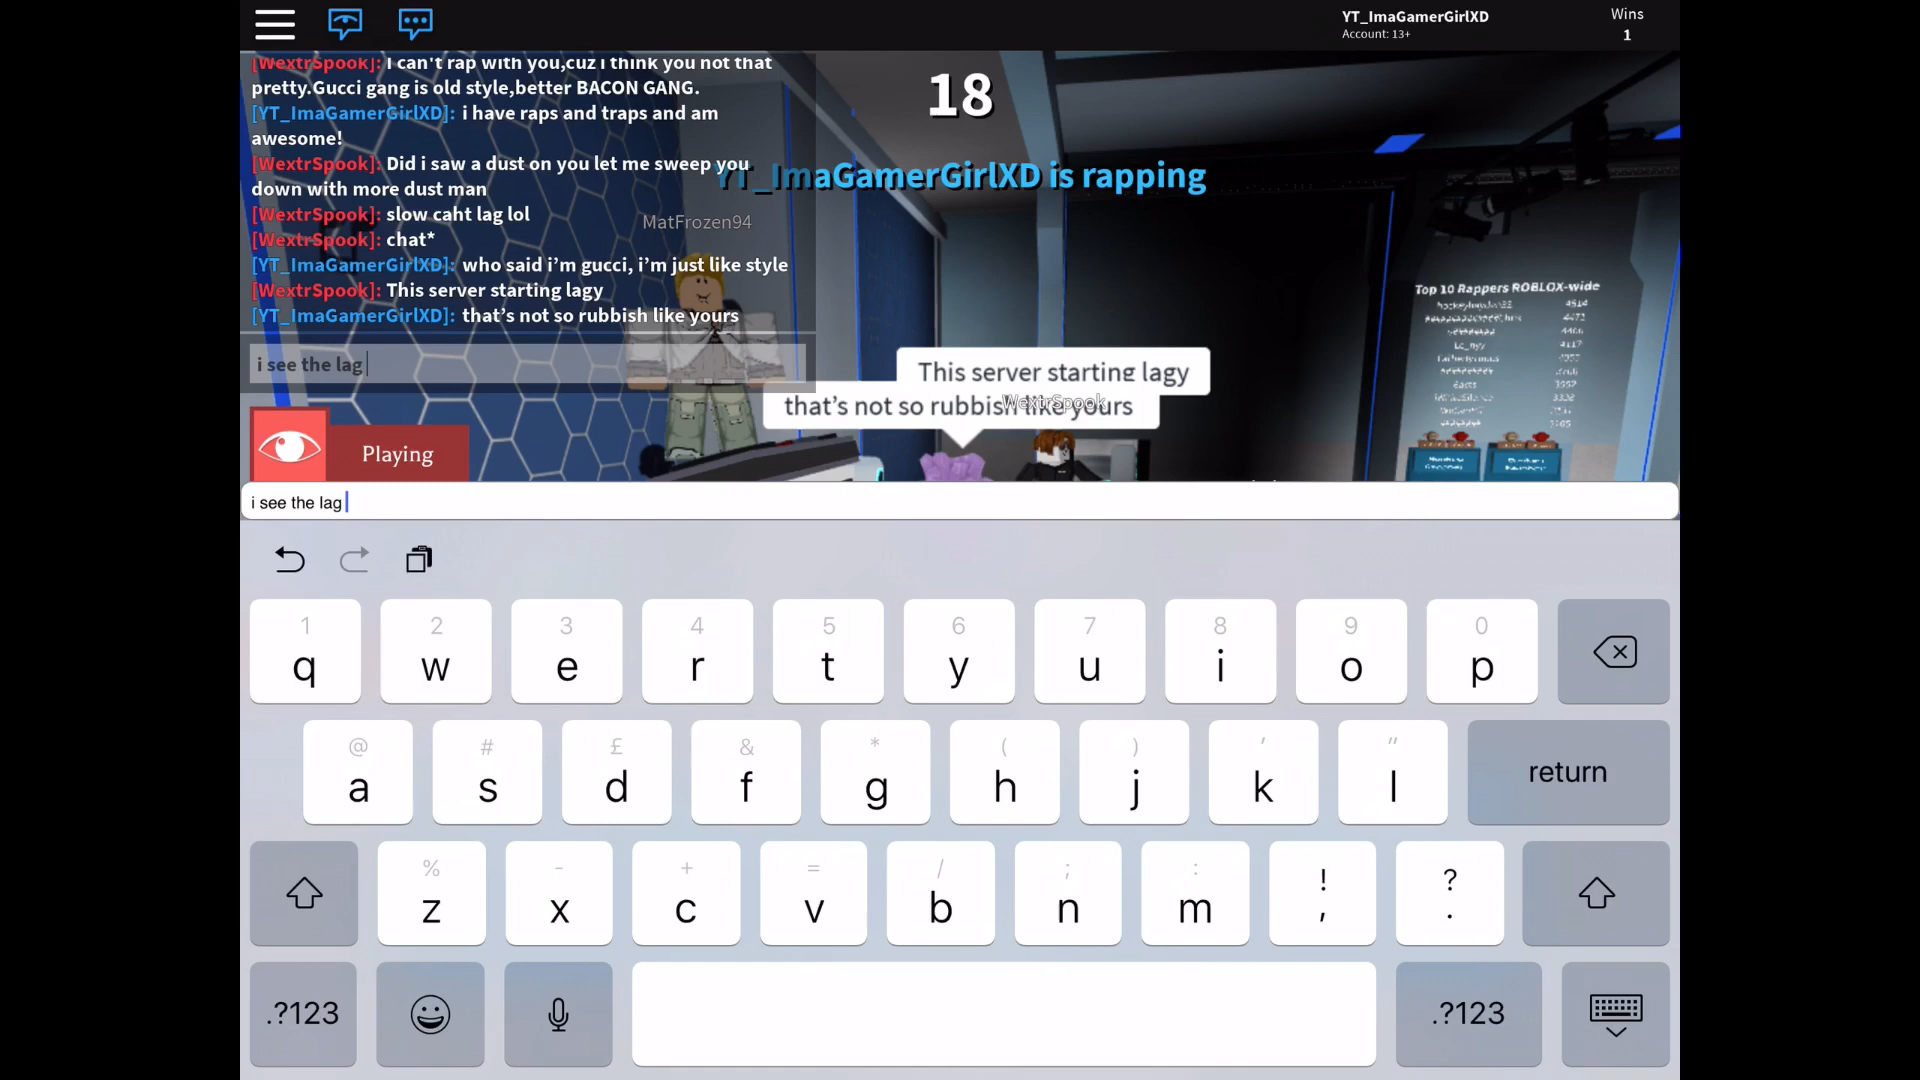 YT_ImaGamerGirlXD
Account: 13+
Wins
1
[WextrSpook]: I can't rap with you,cuz i think you not that
pretty.Gucci gang is old style,better BACON GANG.
[YT_ImaGamerGirlXD]: i have raps and traps and am
awesome!
[WextrSpook]: Did i saw a dust on you let me sweep you
down with more dust man
[WextrSpook]: slow caht lag lol
[WextrSpook]: chat*
[YT_ImaGamerGirlXD]: who said i’m gucci, i’m just like style
[WextrSpook]: This server starting lagy
[YT_ImaGamerGirlXD]: that’s not so rubbish like yours
i see the lag
18
YT_ImaGamerGirlXD is rapping
MatFrozen94
Top 10 Rappers ROBLOX-wide
This server starting lagy
that’s not so rubbish like yours
WextrSpook
Playing
i see the lag
1 2 3 4 5 6 7 8 9 0
q w e r t y u i o p
@ # £ & * ( ) ' "
a s d f g h j k l return
% - + = / ; : ! ?
z x c v b n m , .
.?123 .?123